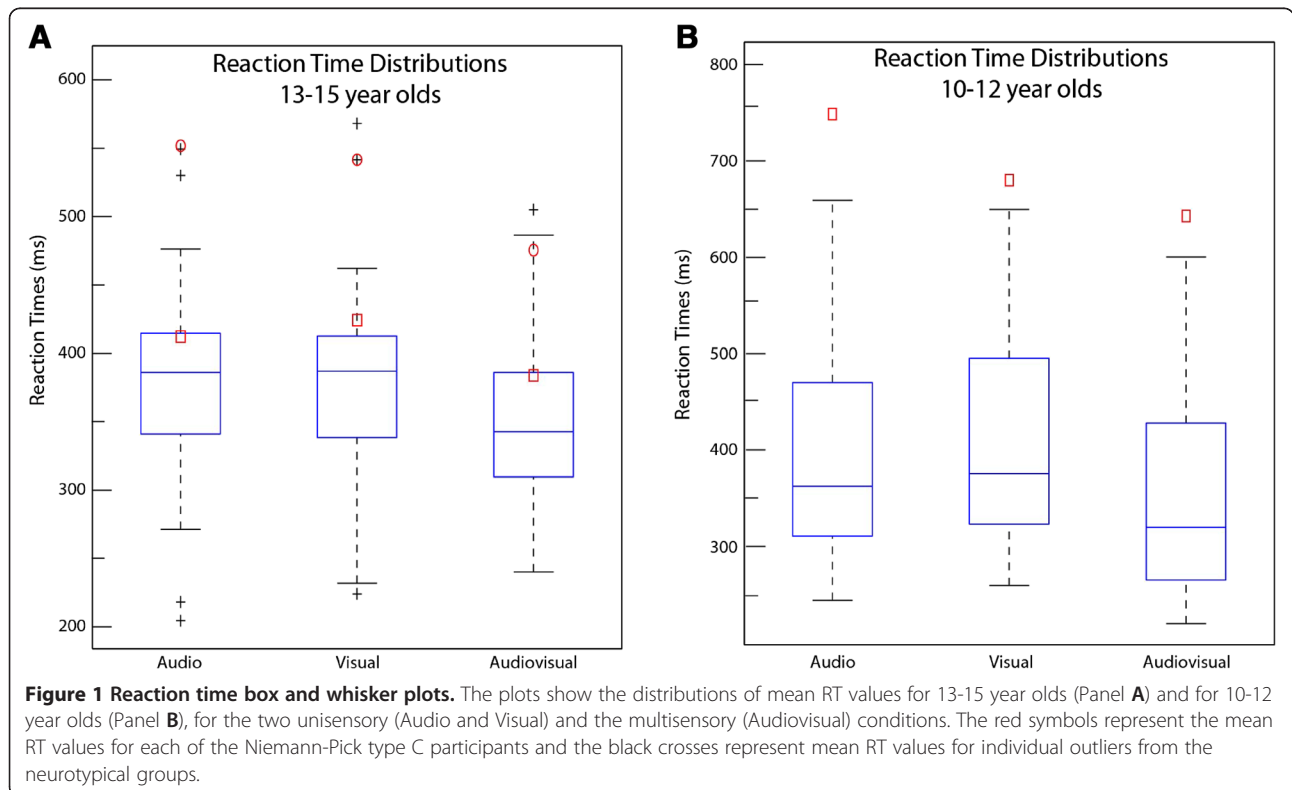 A
Reaction Time Distributions
13-15 year olds
600
500
400
300
200
Reaction Times (ms)
Audio
Visual
Audiovisual
B
Reaction Time Distributions
10-12 year olds
800
700
600
500
400
300
Reaction Times (ms)
Audio
Visual
Audiovisual
Figure 1 Reaction time box and whisker plots. The plots show the distributions of mean RT values for 13-15 year olds (Panel A) and for 10-12
year olds (Panel B), for the two unisensory (Audio and Visual) and the multisensory (Audiovisual) conditions. The red symbols represent the mean
RT values for each of the Niemann-Pick type C participants and the black crosses represent mean RT values for individual outliers from the
neurotypical groups.